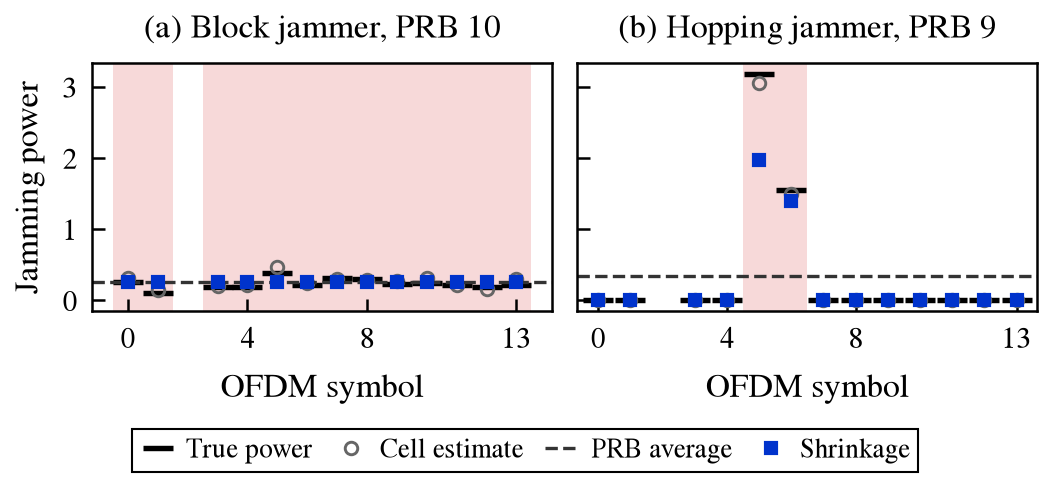 (a) Block jammer, PRB 10
(b) Hopping jammer, PRB 9
Jamming power
3
2
1
0
0 4 8 13
0 4 8 13
OFDM symbol
OFDM symbol
True power Cell estimate PRB average Shrinkage